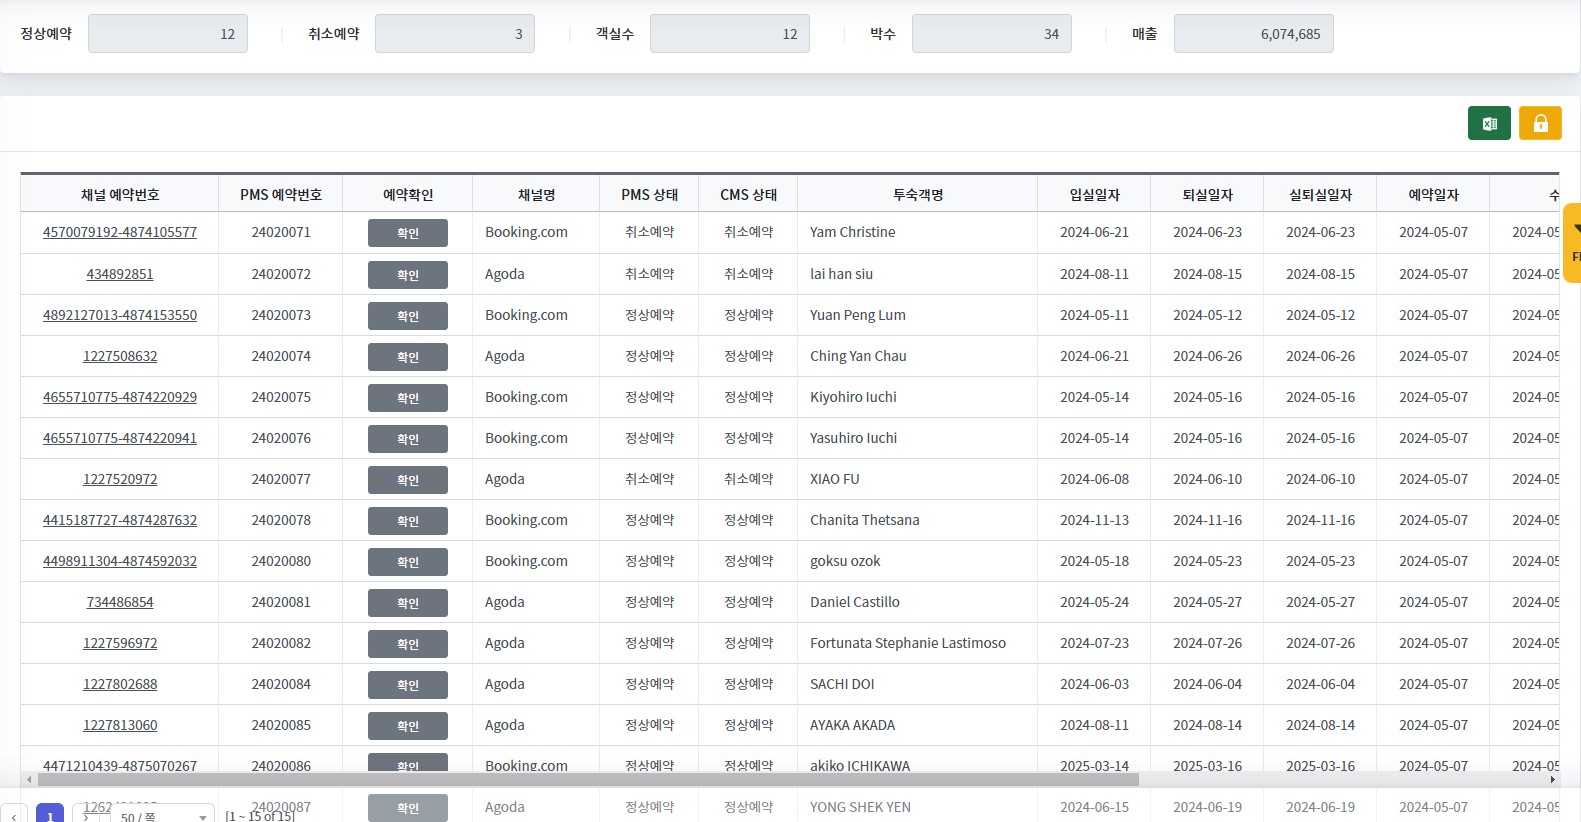 정상예약 12 취소예약 3 객실수 12 박수 34 매출 6,074,685
채널 예약번호 PMS 예약번호 예약확인 채널명 PMS 상태 CMS 상태 투숙객명 입실일자 퇴실일자 실퇴실일자 예약일자 수
4570079192-4874105577 24020071 확인 Booking.com 취소예약 취소예약 Yam Christine 2024-06-21 2024-06-23 2024-06-23 2024-05-07 2024-05
434892851 24020072 확인 Agoda 취소예약 취소예약 lai han siu 2024-08-11 2024-08-15 2024-08-15 2024-05-07 2024-05
4892127013-4874153550 24020073 확인 Booking.com 정상예약 정상예약 Yuan Peng Lum 2024-05-11 2024-05-12 2024-05-12 2024-05-07 2024-05
1227508632 24020074 확인 Agoda 정상예약 정상예약 Ching Yan Chau 2024-06-21 2024-06-26 2024-06-26 2024-05-07 2024-05
4655710775-4874220929 24020075 확인 Booking.com 정상예약 정상예약 Kiyohiro Iuchi 2024-05-14 2024-05-16 2024-05-16 2024-05-07 2024-05
4655710775-4874220941 24020076 확인 Booking.com 정상예약 정상예약 Yasuhiro Iuchi 2024-05-14 2024-05-16 2024-05-16 2024-05-07 2024-05
1227520972 24020077 확인 Agoda 취소예약 취소예약 XIAO FU 2024-06-08 2024-06-10 2024-06-10 2024-05-07 2024-05
4415187727-4874287632 24020078 확인 Booking.com 정상예약 정상예약 Chanita Thetsana 2024-11-13 2024-11-16 2024-11-16 2024-05-07 2024-05
4498911304-4874592032 24020080 확인 Booking.com 정상예약 정상예약 goksu ozok 2024-05-18 2024-05-23 2024-05-23 2024-05-07 2024-05
734486854 24020081 확인 Agoda 정상예약 정상예약 Daniel Castillo 2024-05-24 2024-05-27 2024-05-27 2024-05-07 2024-05
1227596972 24020082 확인 Agoda 정상예약 정상예약 Fortunata Stephanie Lastimoso 2024-07-23 2024-07-26 2024-07-26 2024-05-07 2024-05
1227802688 24020084 확인 Agoda 정상예약 정상예약 SACHI DOI 2024-06-03 2024-06-04 2024-06-04 2024-05-07 2024-05
1227813060 24020085 확인 Agoda 정상예약 정상예약 AYAKA AKADA 2024-08-11 2024-08-14 2024-08-14 2024-05-07 2024-05
4471210439-4875070267 24020086 확인 Booking.com 정상예약 정상예약 akiko ICHIKAWA 2025-03-14 2025-03-16 2025-03-16 2024-05-07 2024-05
24020087 확인 Agoda 정상예약 정상예약 YONG SHEK YEN 2024-06-15 2024-06-19 2024-06-19 2024-05-07 2024-05
1 50 / 쪽 [1 ~ 15 of 15]